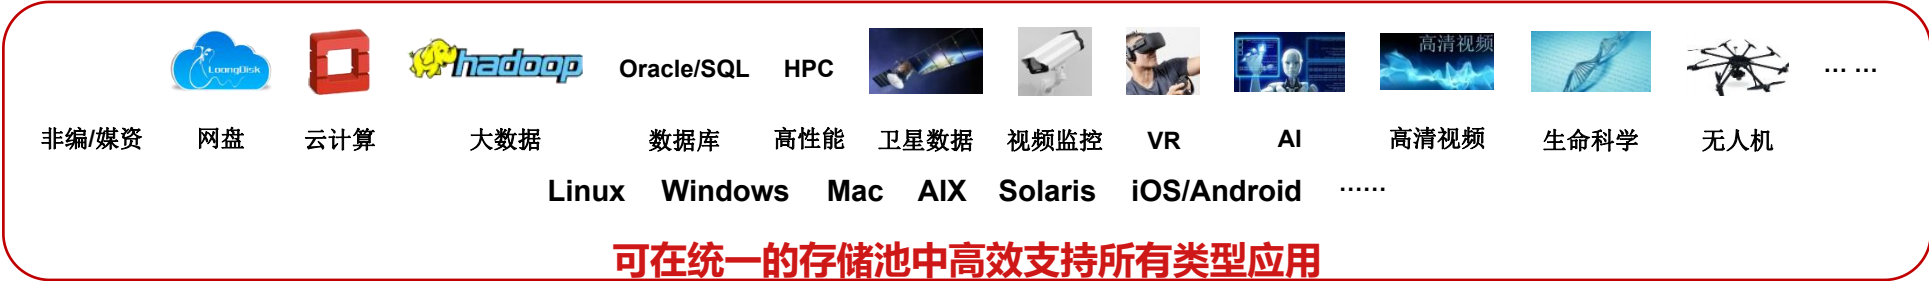 LoongDisk hadoop Oracle/SQL HPC 高清视频 … …
非编/媒资 网盘 云计算 大数据 数据库 高性能 卫星数据 视频监控 VR AI 高清视频 生命科学 无人机
Linux Windows Mac AIX Solaris iOS/Android ……
可在统一的存储池中高效支持所有类型应用